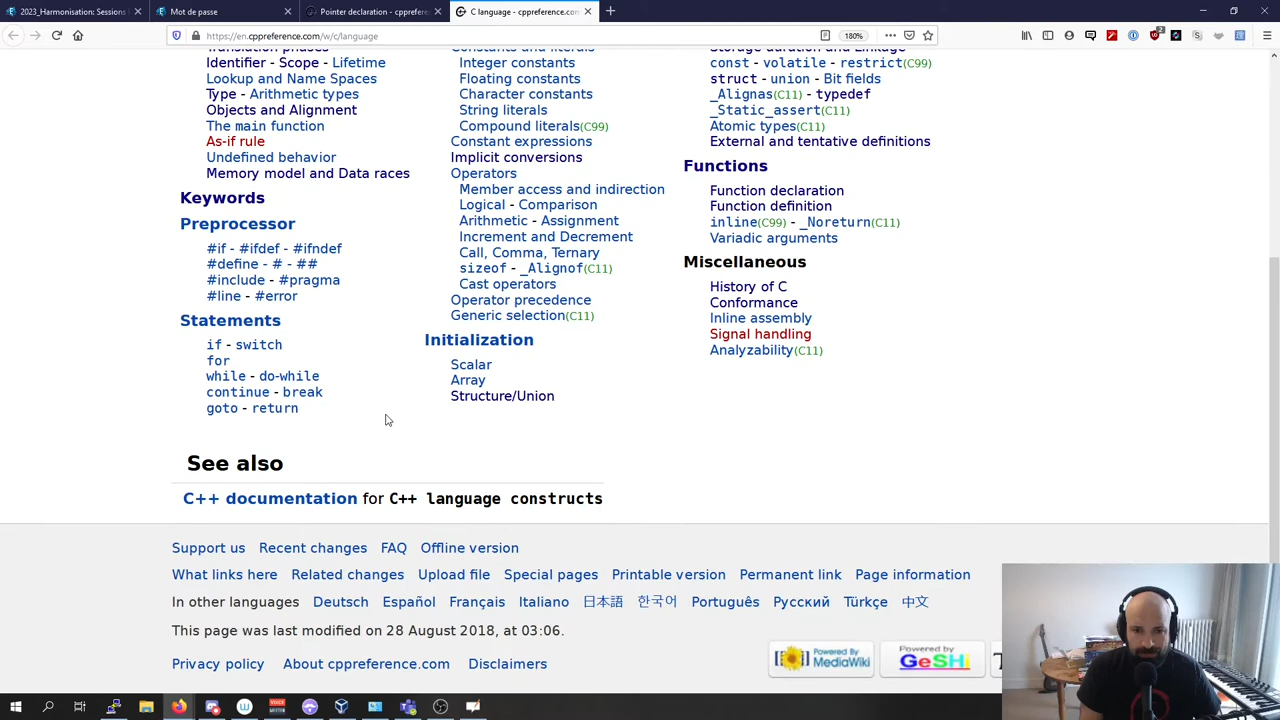 2023_Harmonisation: Sessions
Mot de passe
Pointer declaration - cpprefere
C language - cppreference.com
https://en.cppreference.com/w/c/language
180%
Translation phases
Identifier - Scope - Lifetime
Lookup and Name Spaces
Type - Arithmetic types
Objects and Alignment
The main function
As-if rule
Undefined behavior
Memory model and Data races
Keywords
Preprocessor
#if - #ifdef - #ifndef
#define - # - ##
#include - #pragma
#line - #error
Statements
if - switch
for
while - do-while
continue - break
goto - return
Constants and literals
Integer constants
Floating constants
Character constants
String literals
Compound literals(C99)
Constant expressions
Implicit conversions
Operators
Member access and indirection
Logical - Comparison
Arithmetic - Assignment
Increment and Decrement
Call, Comma, Ternary
sizeof - _Alignof(C11)
Cast operators
Operator precedence
Generic selection(C11)
Initialization
Scalar
Array
Structure/Union
Storage duration and Linkage
const - volatile - restrict(C99)
struct - union - Bit fields
_Alignas(C11) - typedef
_Static_assert(C11)
Atomic types(C11)
External and tentative definitions
Functions
Function declaration
Function definition
inline(C99) - _Noreturn(C11)
Variadic arguments
Miscellaneous
History of C
Conformance
Inline assembly
Signal handling
Analyzability(C11)
See also
C++ documentation for C++ language constructs
Support us Recent changes FAQ Offline version
What links here Related changes Upload file Special pages Printable version Permanent link Page information
In other languages Deutsch Español Français Italiano 日本語 한국어 Português Русский Türkçe 中文
This page was last modified on 28 August 2018, at 03:06.
Privacy policy About cppreference.com Disclaimers
Powered By MediaWiki
Powered by GeSHi